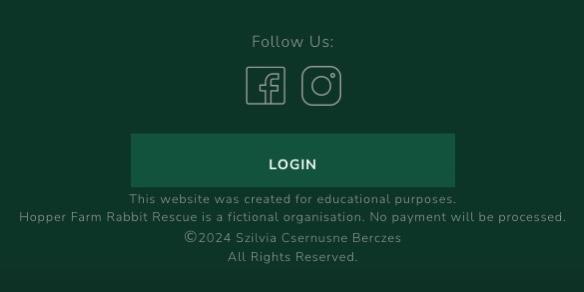 Follow Us:
LOGIN
This website was created for educational purposes.
Hopper Farm Rabbit Rescue is a fictional organisation. No payment will be processed.
©2024 Szilvia Csernusne Berczes
All Rights Reserved.